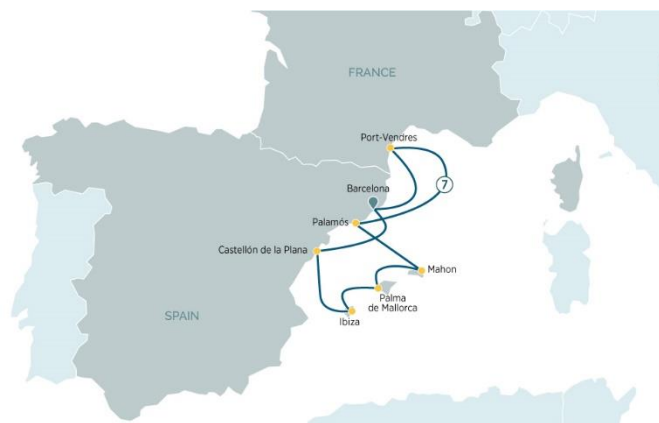 FRANCE
Port-Vendres
7
Barcelona
Palamós
Castellón de la Plana
Mahon
Palma
de Mallorca
Ibiza
SPAIN